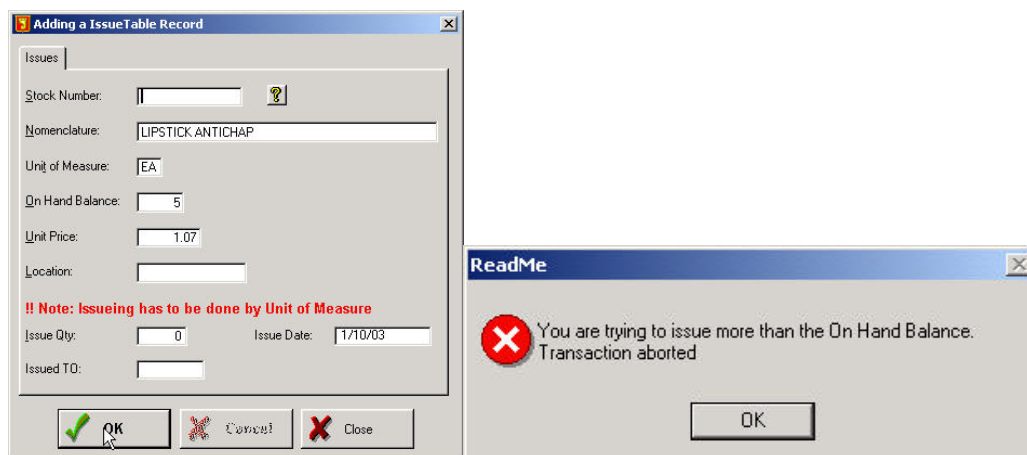 Adding a IssueTable Record
Issues
Stock Number:
Nomenclature: LIPSTICK ANTICHAP
Unit of Measure: EA
On Hand Balance: 5
Unit Price: 1.07
Location:
!! Note: Issueing has to be done by Unit of Measure
Issue Qty: 0 Issue Date: 1/10/03
Issued TO:
OK Cancel Close
ReadMe
You are trying to issue more than the On Hand Balance.
Transaction aborted
OK